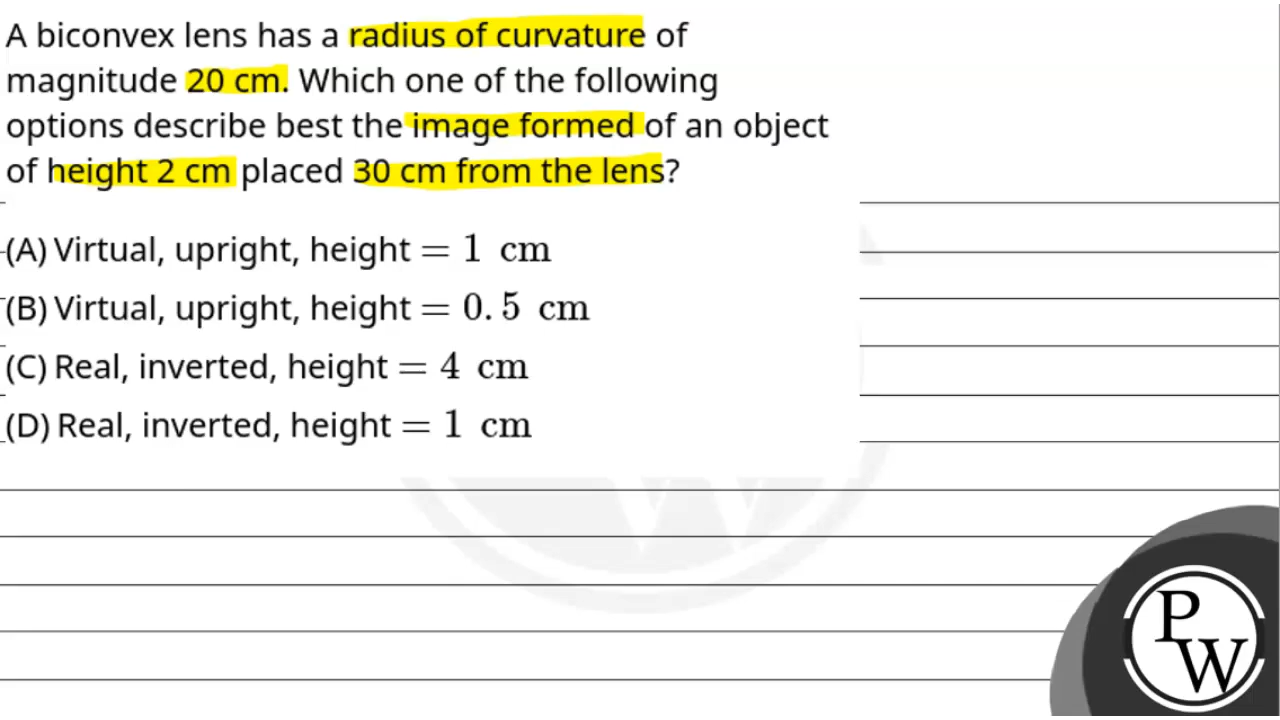 A biconvex lens has a radius of curvature of
magnitude 20 cm. Which one of the following
options describe best the image formed of an object
of height 2 cm placed 30 cm from the lens?
(A) Virtual, upright, height = 1 cm
(B) Virtual, upright, height = 0.5 cm
(C) Real, inverted, height = 4 cm
(D) Real, inverted, height = 1 cm
P
W